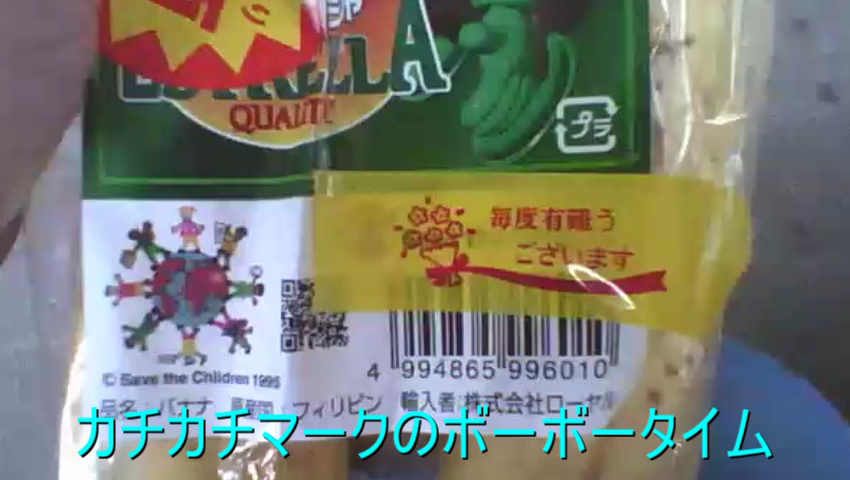 ESTRELLA
QUALITY
プラ
毎度有難う
ございます
© Save the Children 1995
4 994865 996010
品名:バナナ 原産国 フィリピン 輸入者:株式会社ローヤル
カチカチマークのボーボータイム